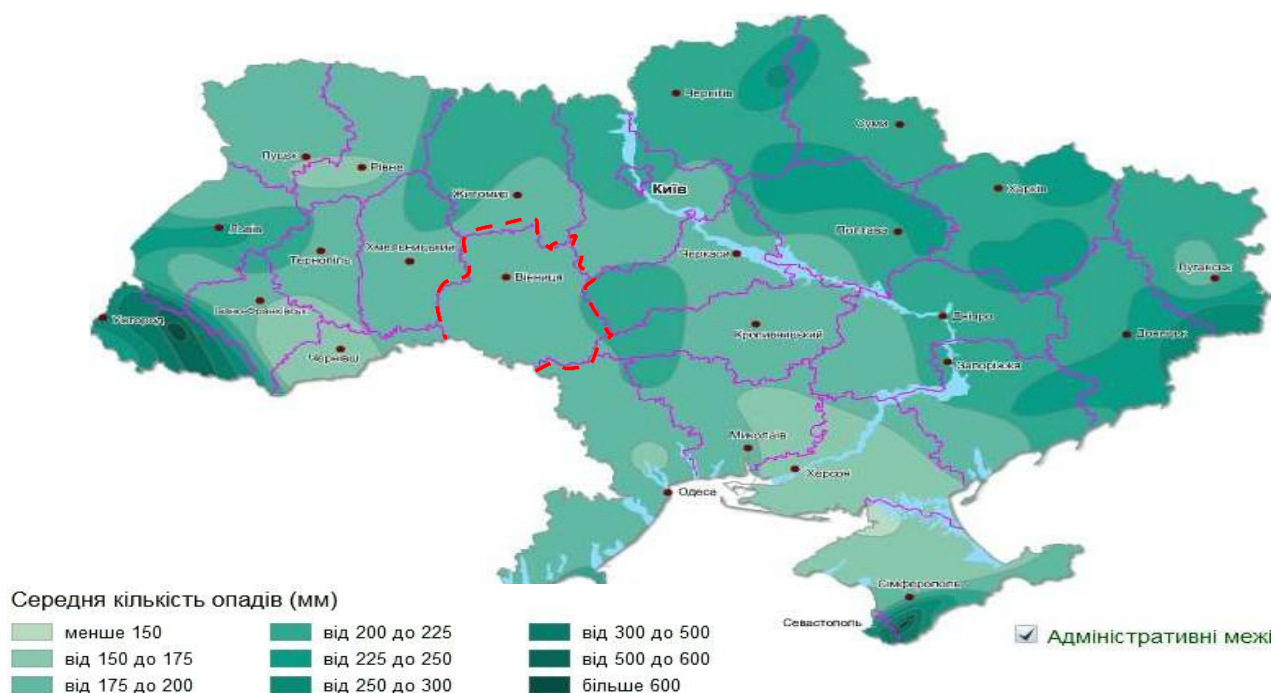 Чернігів
Суми
Луцьк
Рівне
Житомир
Київ
Харків
Львів
Хмельницький
Тернопіль
Вінниця
Полтава
Черкаси
Луганськ
Ужгород
Івано-Франківськ
Чернівці
Кропивницький
Дніпро
Донецьк
Запоріжжя
Миколаїв
Херсон
Одеса
Сімферополь
Севастополь
Середня кількість опадів (мм)
менше 150
від 150 до 175
від 175 до 200
від 200 до 225
від 225 до 250
від 250 до 300
від 300 до 500
від 500 до 600
більше 600
Адміністративні межі